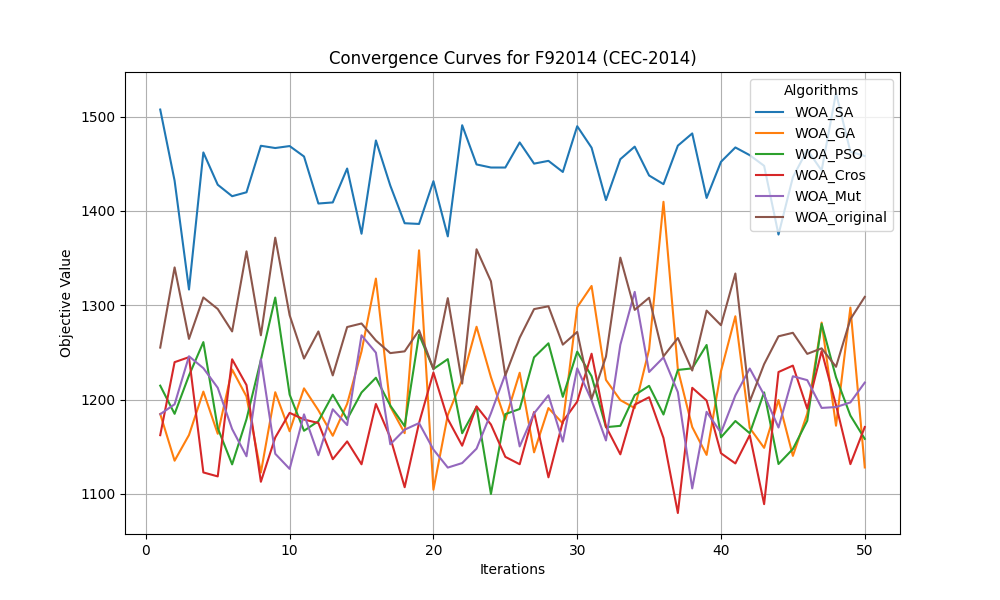 Convergence Curves for F92014 (CEC-2014)
Algorithms
WOA_SA
WOA_GA
WOA_PSO
WOA_Cros
WOA_Mut
WOA_original
Objective Value
1500
1400
1300
1200
1100
0 10 20 30 40 50
Iterations